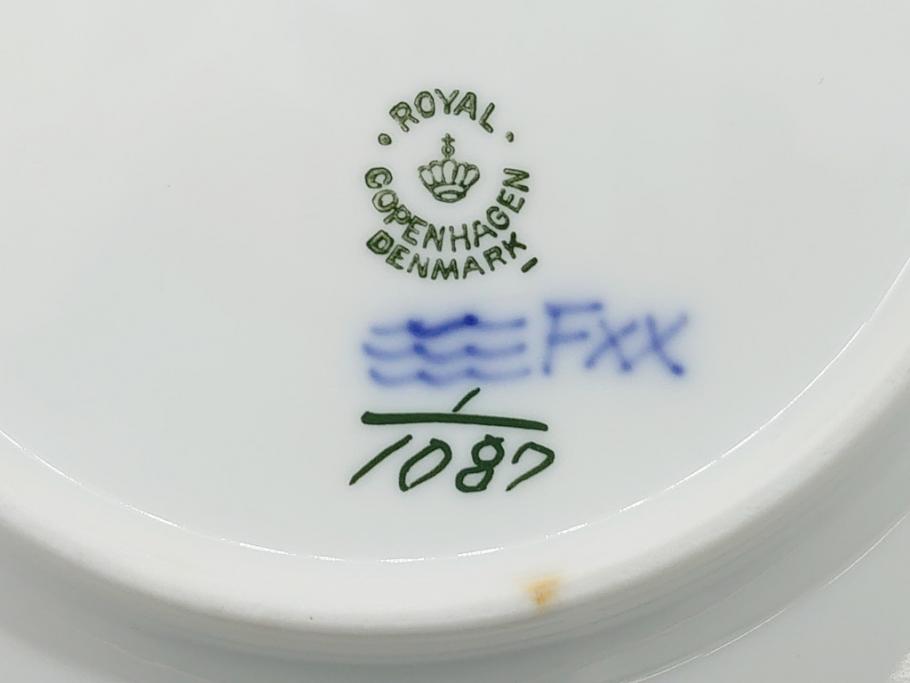 ROYAL
COPENHAGEN
DENMARK
FXX
1
1087